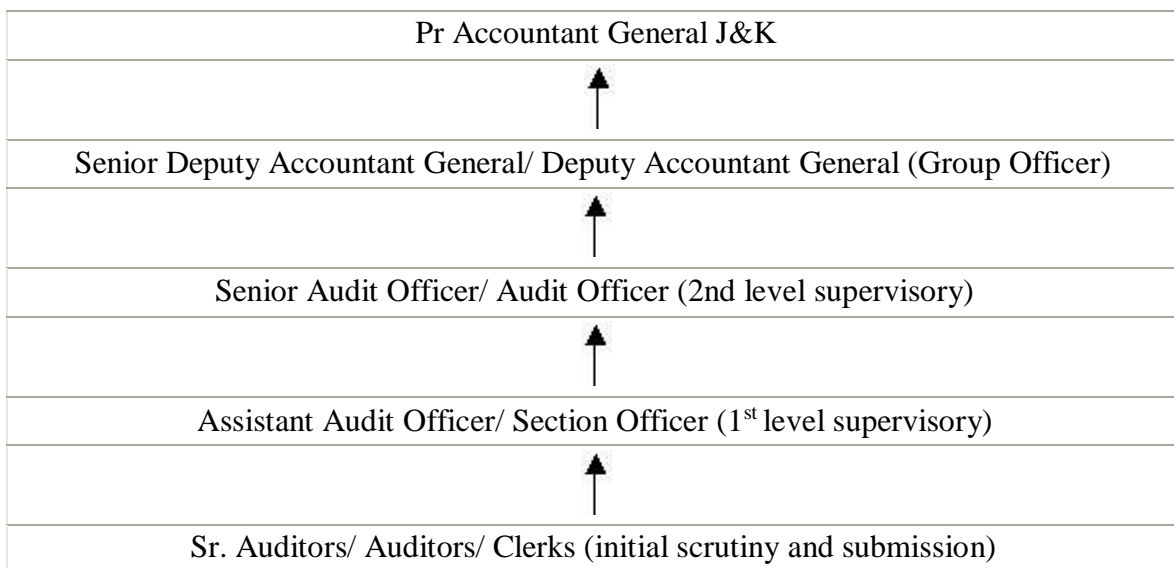 Pr Accountant General J&K
Senior Deputy Accountant General/ Deputy Accountant General (Group Officer)
Senior Audit Officer/ Audit Officer (2nd level supervisory)
Assistant Audit Officer/ Section Officer (1st level supervisory)
Sr. Auditors/ Auditors/ Clerks (initial scrutiny and submission)